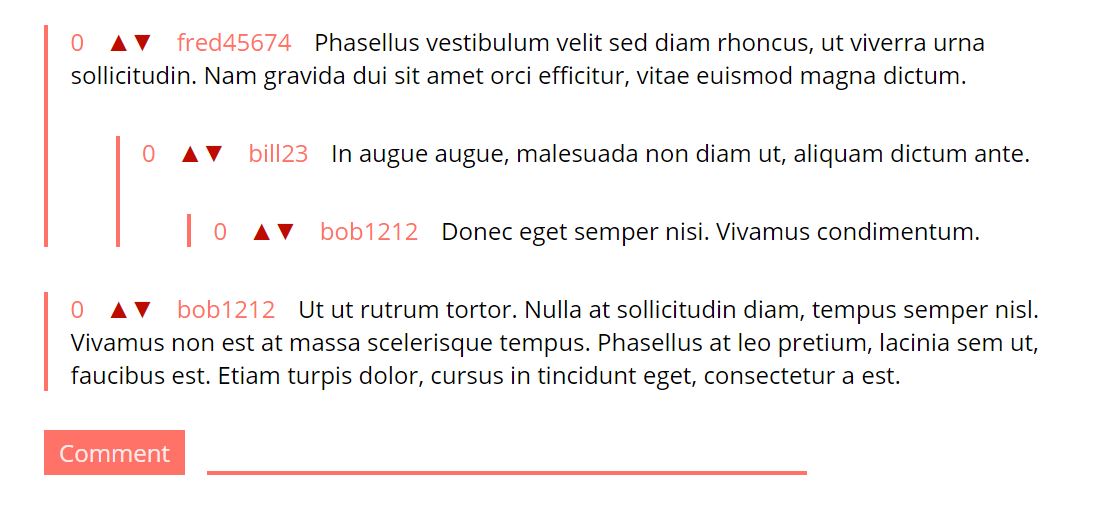 0 ▲▼ fred45674 Phasellus vestibulum velit sed diam rhoncus, ut viverra urna
sollicitudin. Nam gravida dui sit amet orci efficitur, vitae euismod magna dictum.
0 ▲▼ bill23 In augue augue, malesuada non diam ut, aliquam dictum ante.
0 ▲▼ bob1212 Donec eget semper nisi. Vivamus condimentum.
0 ▲▼ bob1212 Ut ut rutrum tortor. Nulla at sollicitudin diam, tempus semper nisl.
Vivamus non est at massa scelerisque tempus. Phasellus at leo pretium, lacinia sem ut,
faucibus est. Etiam turpis dolor, cursus in tincidunt eget, consectetur a est.
Comment